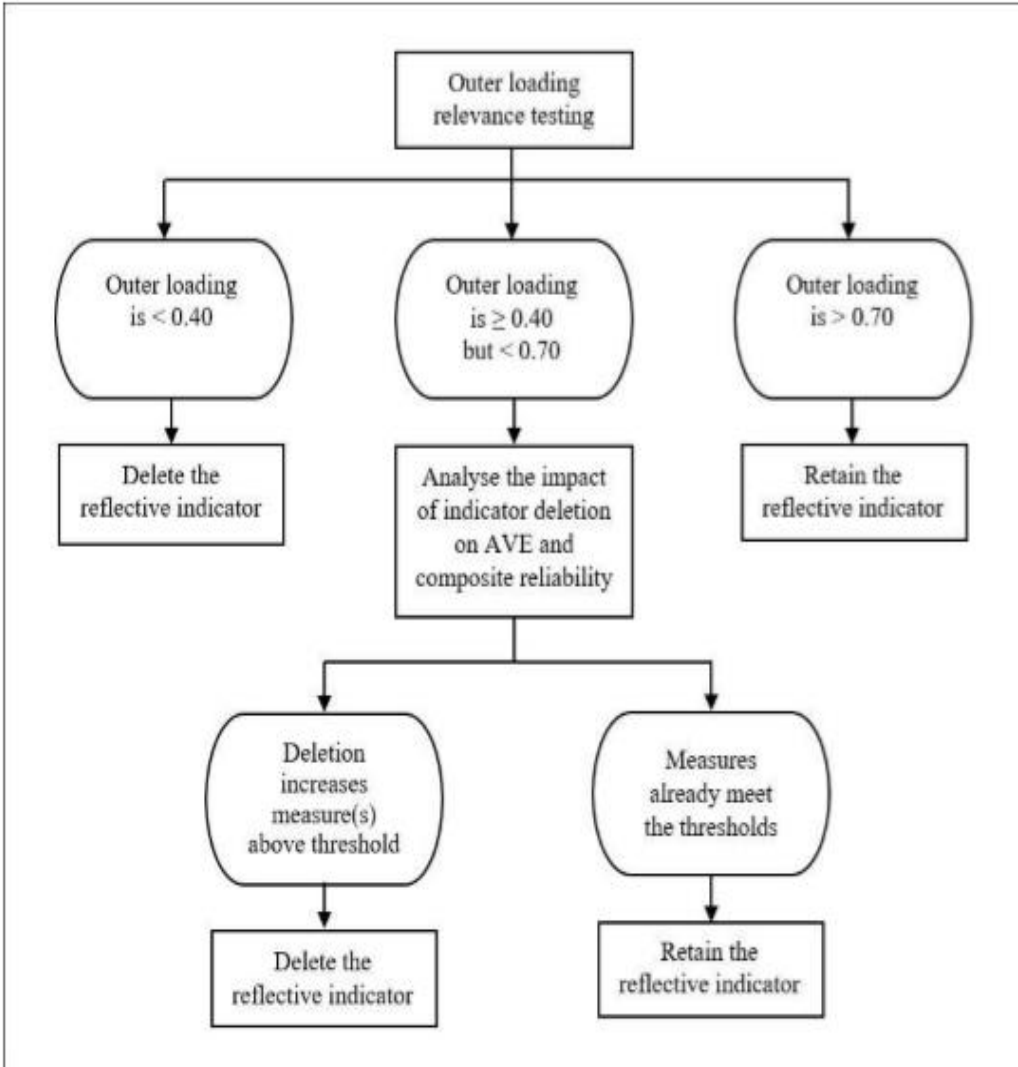 Outer loading
relevance testing
Outer loading
is < 0.40
Outer loading
is ≥ 0.40
but < 0.70
Outer loading
is > 0.70
Delete the
reflective indicator
Analyse the impact
of indicator deletion
on AVE and
composite reliability
Retain the
reflective indicator
Deletion
increases
measure(s)
above threshold
Measures
already meet
the thresholds
Delete the
reflective indicator
Retain the
reflective indicator